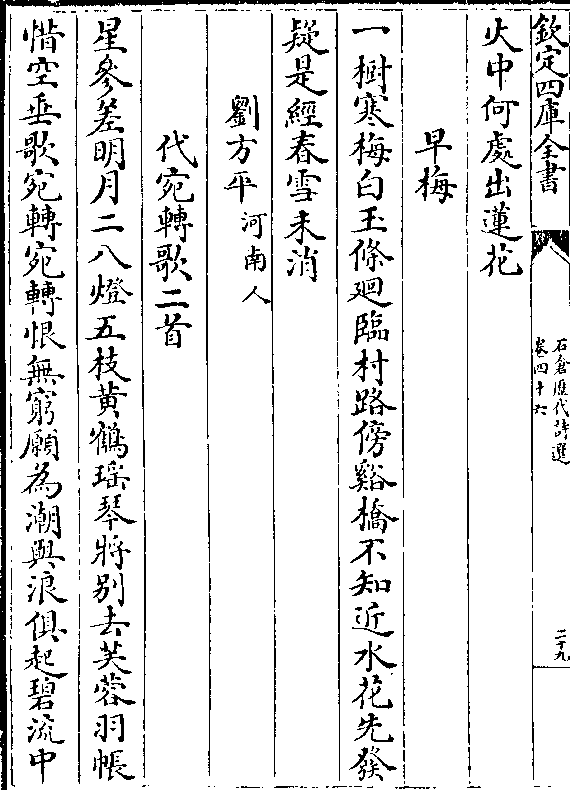 欽定四庫全書
石倉歷代詩選
卷四十六
二十九
火中何處出蓮花
早梅
一樹寒梅白玉條廻臨村路傍谿橋不知近水花先發
疑是經春雪未消
劉方平河南人
代宛轉歌二首
星參差明月二八燈五枝黄鶴瑶琴將别去芙蓉羽帳
惜空垂歌宛轉宛轉恨無窮願為潮與浪俱起碧流中